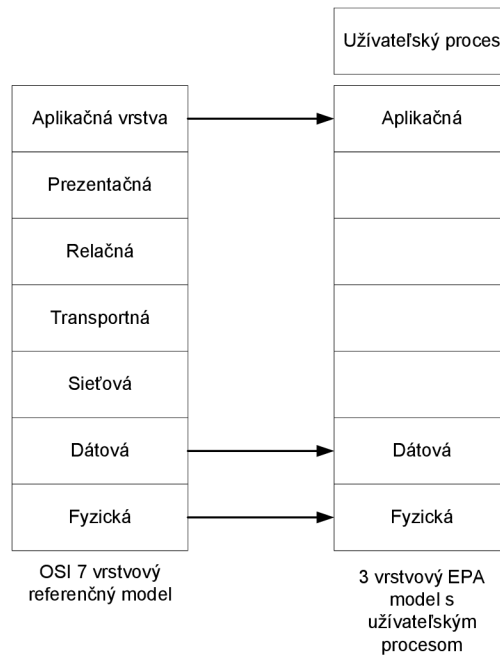 Užívateľský proces
Aplikačná vrstva
Aplikačná
Prezentačná
Relačná
Transportná
Sieťová
Dátová
Dátová
Fyzická
Fyzická
OSI 7 vrstvový
referenčný model
3 vrstvový EPA
model s
užívateľským
procesom